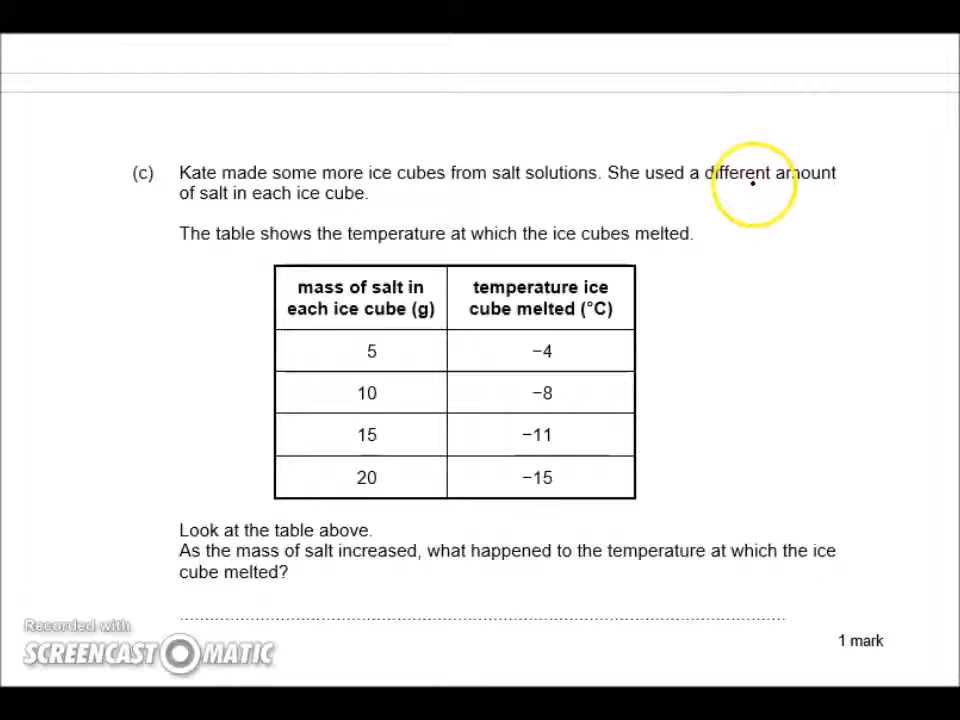 (c) Kate made some more ice cubes from salt solutions. She used a different amount
of salt in each ice cube.
The table shows the temperature at which the ice cubes melted.
mass of salt in each ice cube (g) temperature ice cube melted (°C)
5 −4
10 −8
15 −11
20 −15
Look at the table above.
As the mass of salt increased, what happened to the temperature at which the ice
cube melted?
1 mark
Recorded with
SCREENCAST-O-MATIC